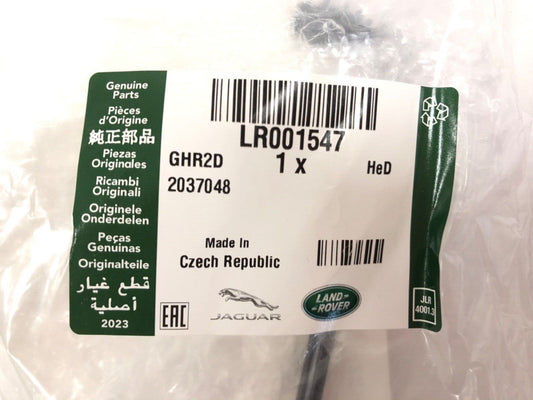 Genuine
Parts
Pièces
d'Origine
純正部品
Piezas
Originales
Ricambi
Originali
Originele
Onderdelen
Peças
Genuinas
Originalteile
قطع غيار
أصلية
2023
LR001547
GHR2D
1 x
HeD
2037048
Made In
Czech Republic
EAC
JAGUAR
LAND
ROVER
JLR
4001.3